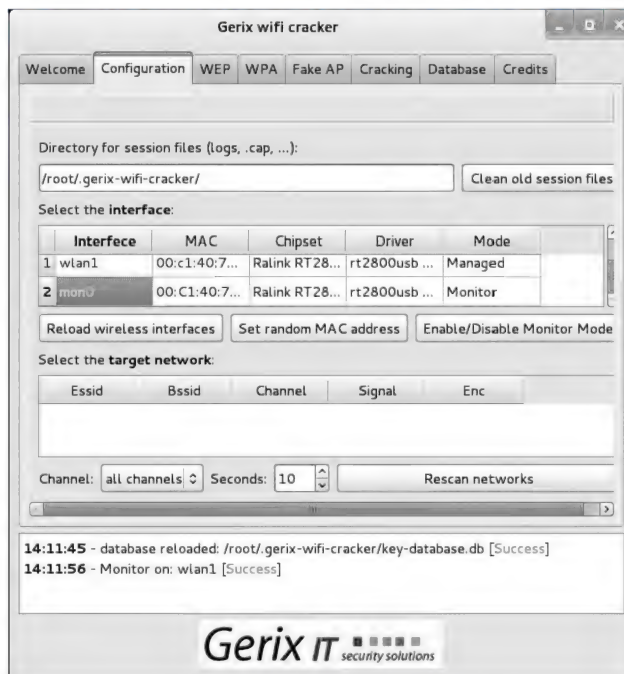 Gerix wifi cracker
Welcome Configuration WEP WPA Fake AP Cracking Database Credits
Directory for session files (logs, .cap, ...):
/root/.gerix-wifi-cracker/ Clean old session files
Select the interface:
Interfece MAC Chipset Driver Mode
1 wlan1 00:c1:40:7... Ralink RT28... rt2800usb ... Managed
2 mon0 00:C1:40:7... Ralink RT28... rt2800usb ... Monitor
Reload wireless interfaces Set random MAC address Enable/Disable Monitor Mode
Select the target network:
Essid Bssid Channel Signal Enc
Channel: all channels Seconds: 10 Rescan networks
14:11:45 - database reloaded: /root/.gerix-wifi-cracker/key-database.db [Success]
14:11:56 - Monitor on: wlan1 [Success]
Gerix IT security solutions